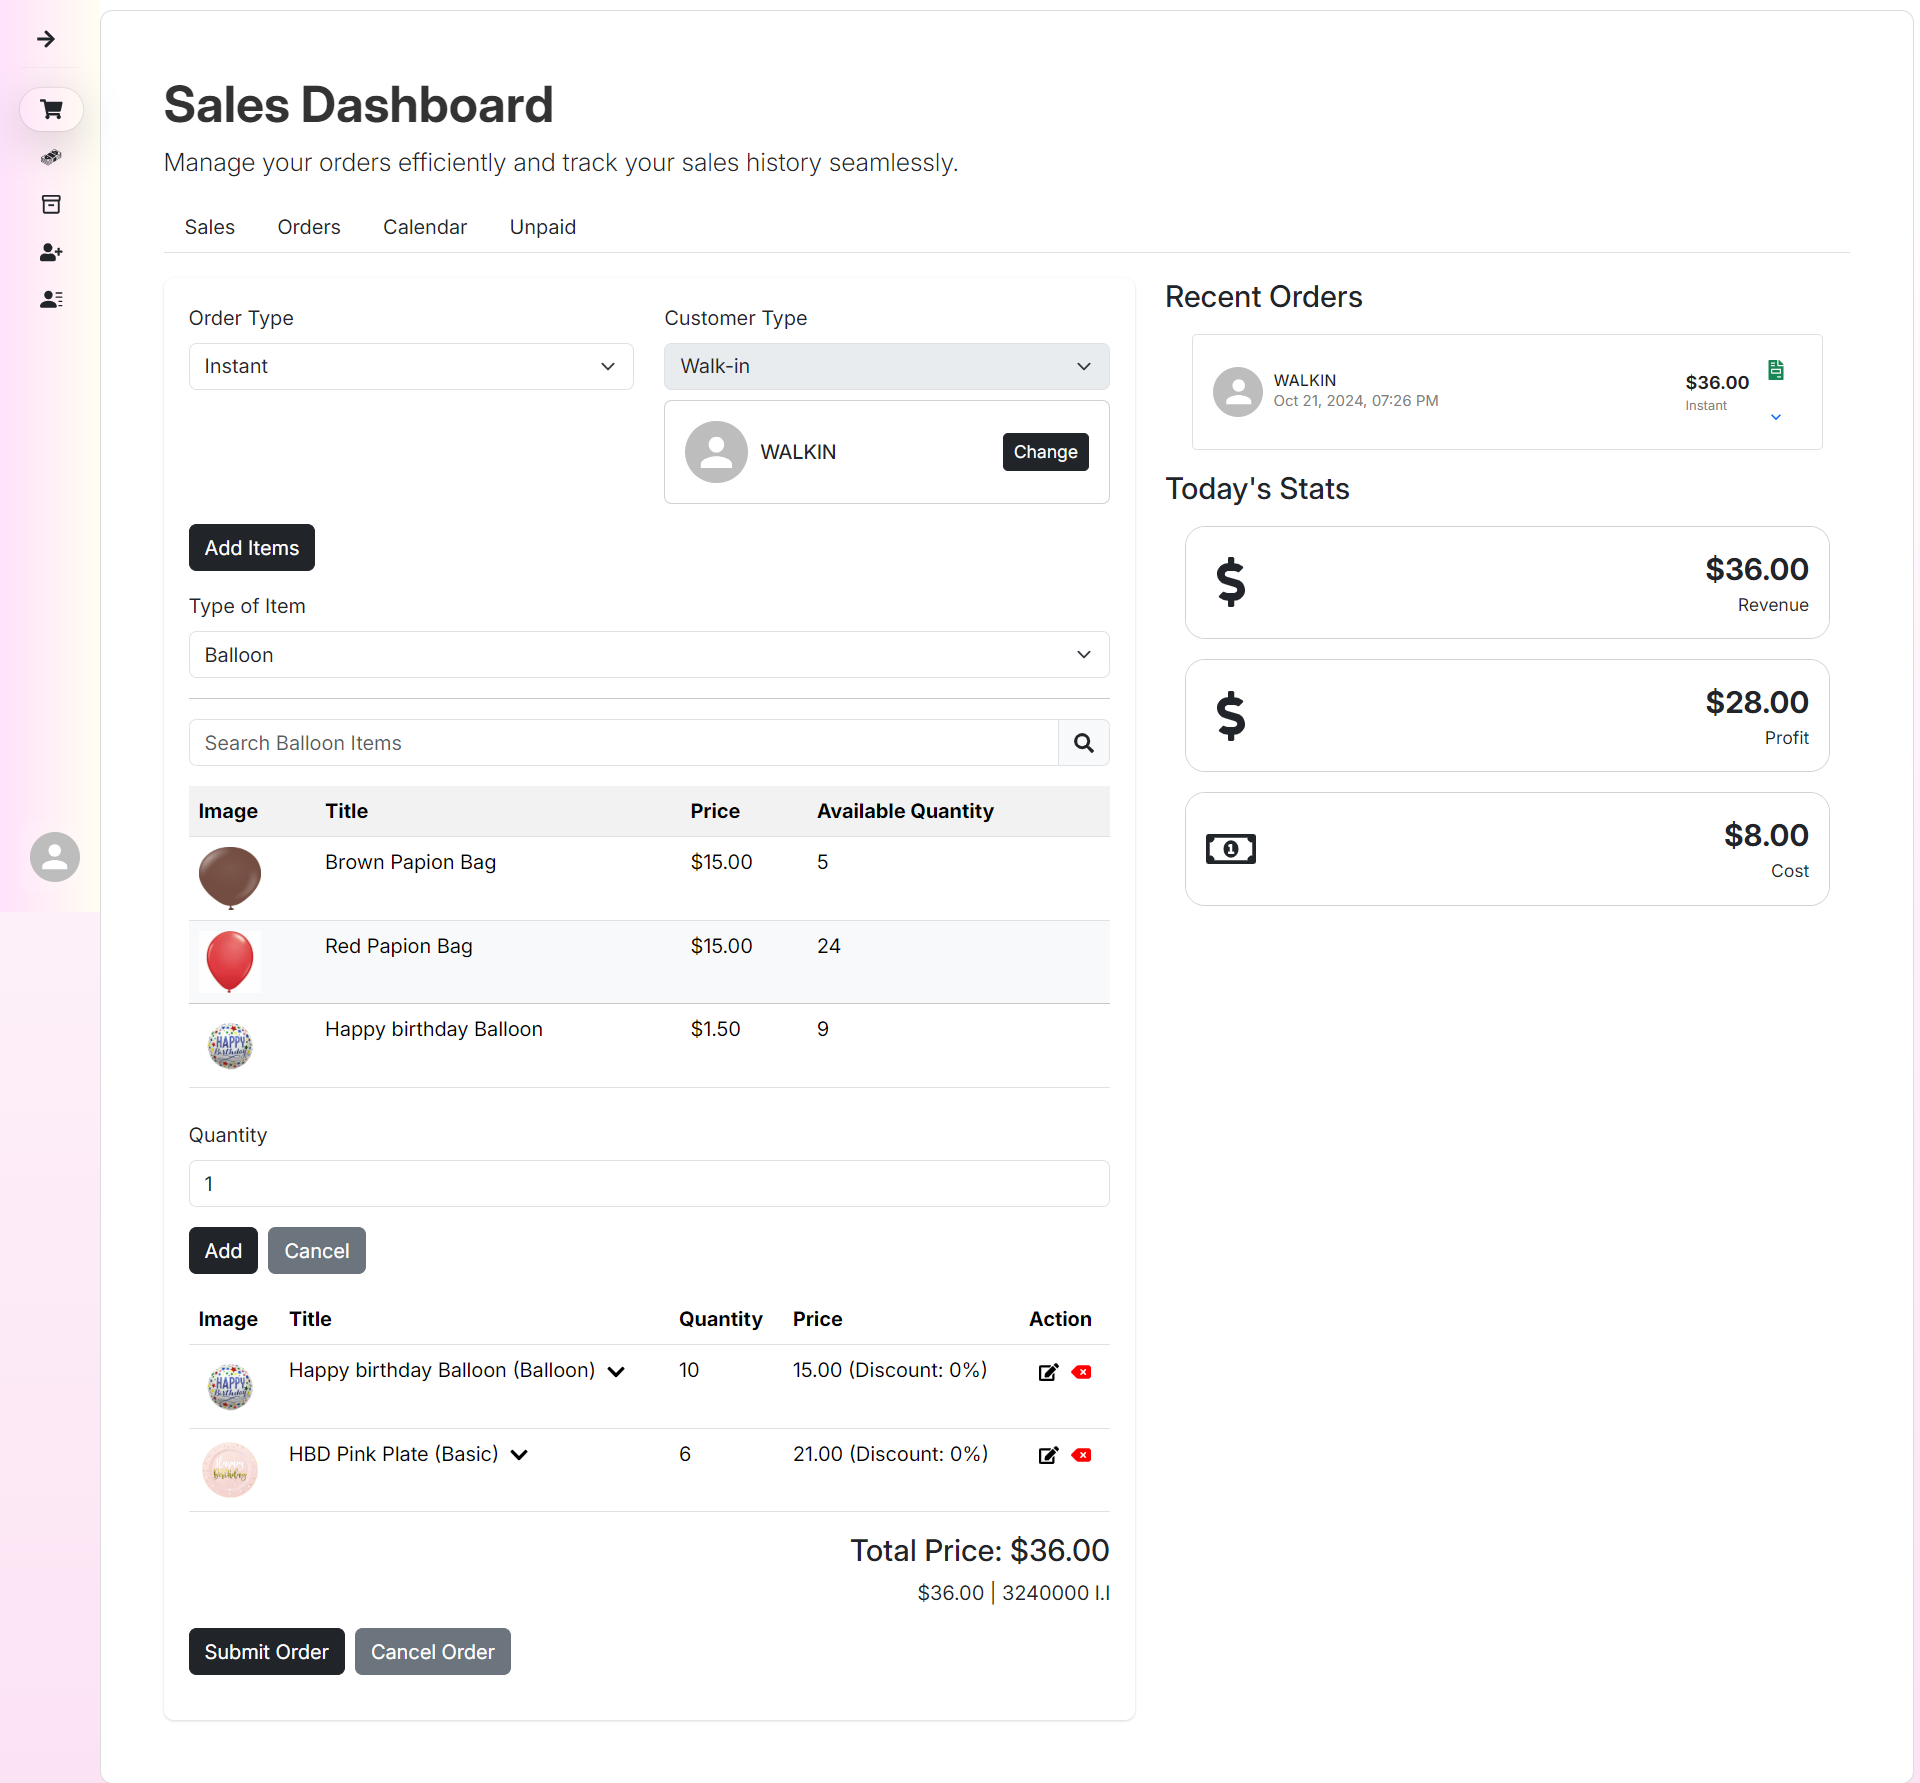 Sales Dashboard
Manage your orders efficiently and track your sales history seamlessly.
Sales Orders Calendar Unpaid
Order Type
Instant
Customer Type
Walk-in
WALKIN
Change
Add Items
Type of Item
Balloon
Search Balloon Items
Image Title Price Available Quantity
Brown Papion Bag $15.00 5
Red Papion Bag $15.00 24
HAPPY
Birthday
Happy birthday Balloon $1.50 9
Quantity
1
Add Cancel
Image Title Quantity Price Action
HAPPY
Birthday
Happy birthday Balloon (Balloon) 10 15.00 (Discount: 0%)
Happy
birthday
HBD Pink Plate (Basic) 6 21.00 (Discount: 0%)
Total Price: $36.00
$36.00 | 3240000 l.l
Submit Order Cancel Order
Recent Orders
WALKIN
Oct 21, 2024, 07:26 PM
$36.00
Instant
Today's Stats
$36.00
Revenue
$28.00
Profit
1
$8.00
Cost